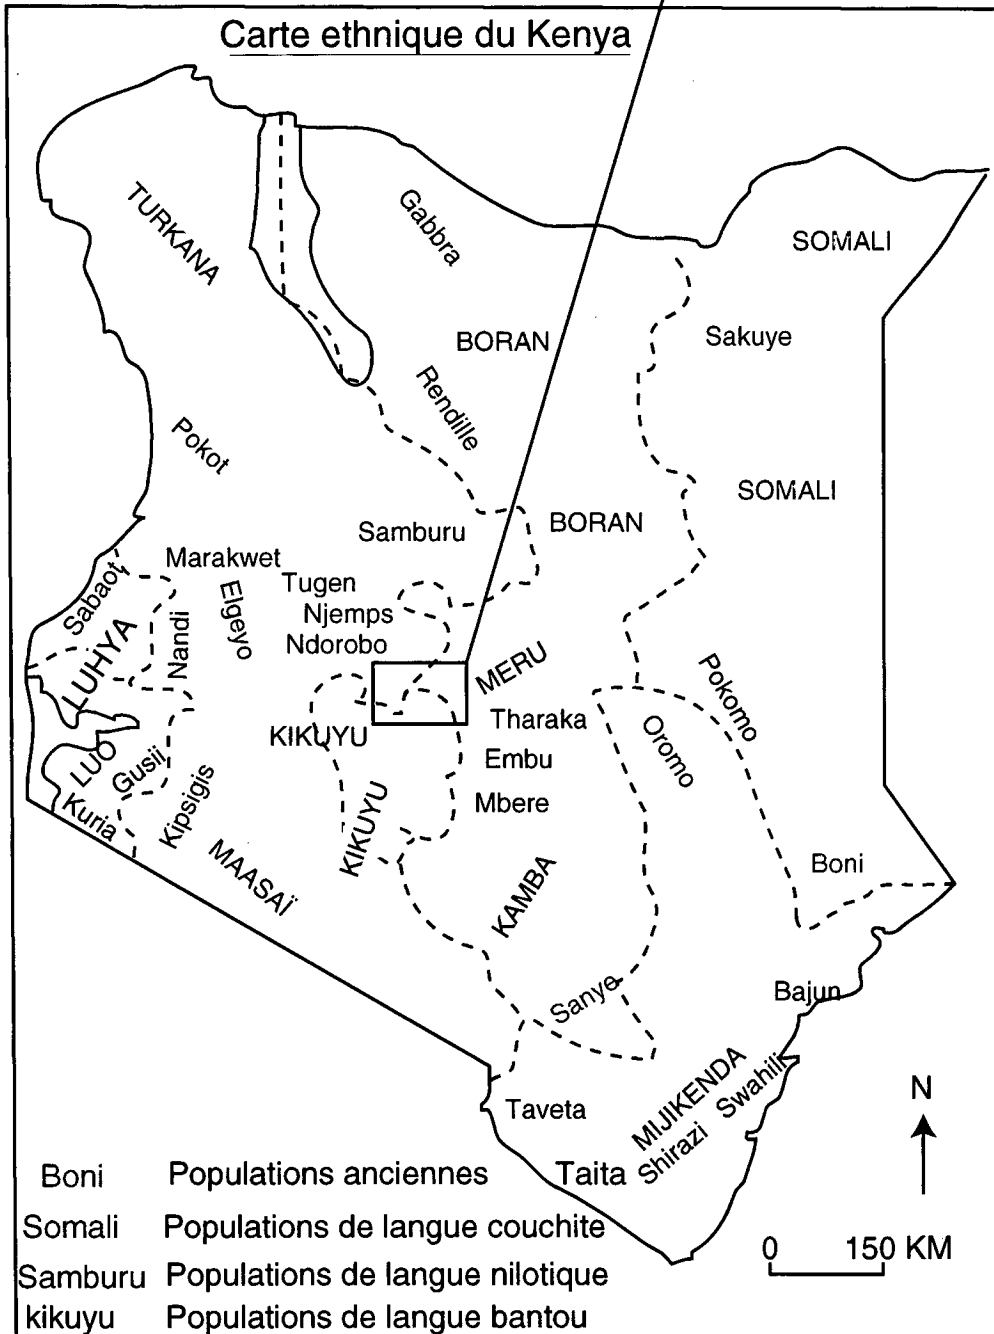 Carte ethnique du Kenya
TURKANA
Gabbra
SOMALI
BORAN
Sakuye
Rendille
Pokot
SOMALI
Samburu
BORAN
Marakwet
Sabaot
Tugen
Elgeyo
Njemps
Nandi
Ndorobo
LUHYA
MERU
Pokomo
Tharaka
KIKUYU
Oromo
LUO
Gusii
Embu
Kuria
Kipsigis
Mbere
KIKUYU
MAASAÏ
Boni
KAMBA
Sanye
Bajun
MIJIKENDA
Swahili
Shirazi
Taveta
Taita
N
Boni Populations anciennes
Somali Populations de langue couchite
Samburu Populations de langue nilotique
kikuyu Populations de langue bantou
0 150 KM